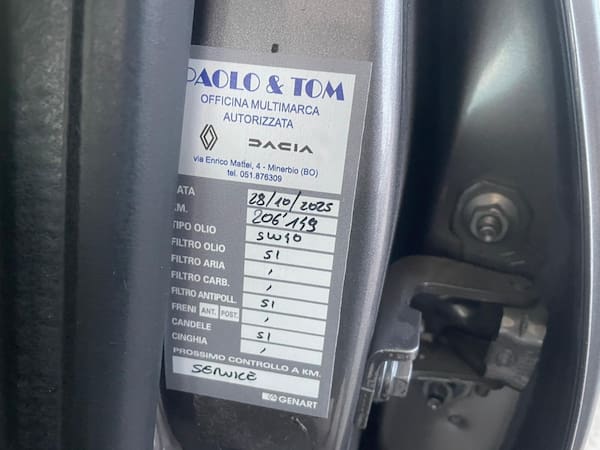 PAOLO & TOM
OFFICINA MULTIMARCA
AUTORIZZATA
DACIA
via Enrico Mattei, 4 - Minerbio (BO)
tel. 051.876309
ATA 28/10/2025
KM. 206'149
TIPO OLIO 5W40
FILTRO OLIO SI
FILTRO ARIA ,
FILTRO CARB. ,
FILTRO ANTIPOLL. SI
FRENI ANT. POST. ,
CANDELE SI
CINGHIA ,
PROSSIMO CONTROLLO A KM.
SERVICE
GENART